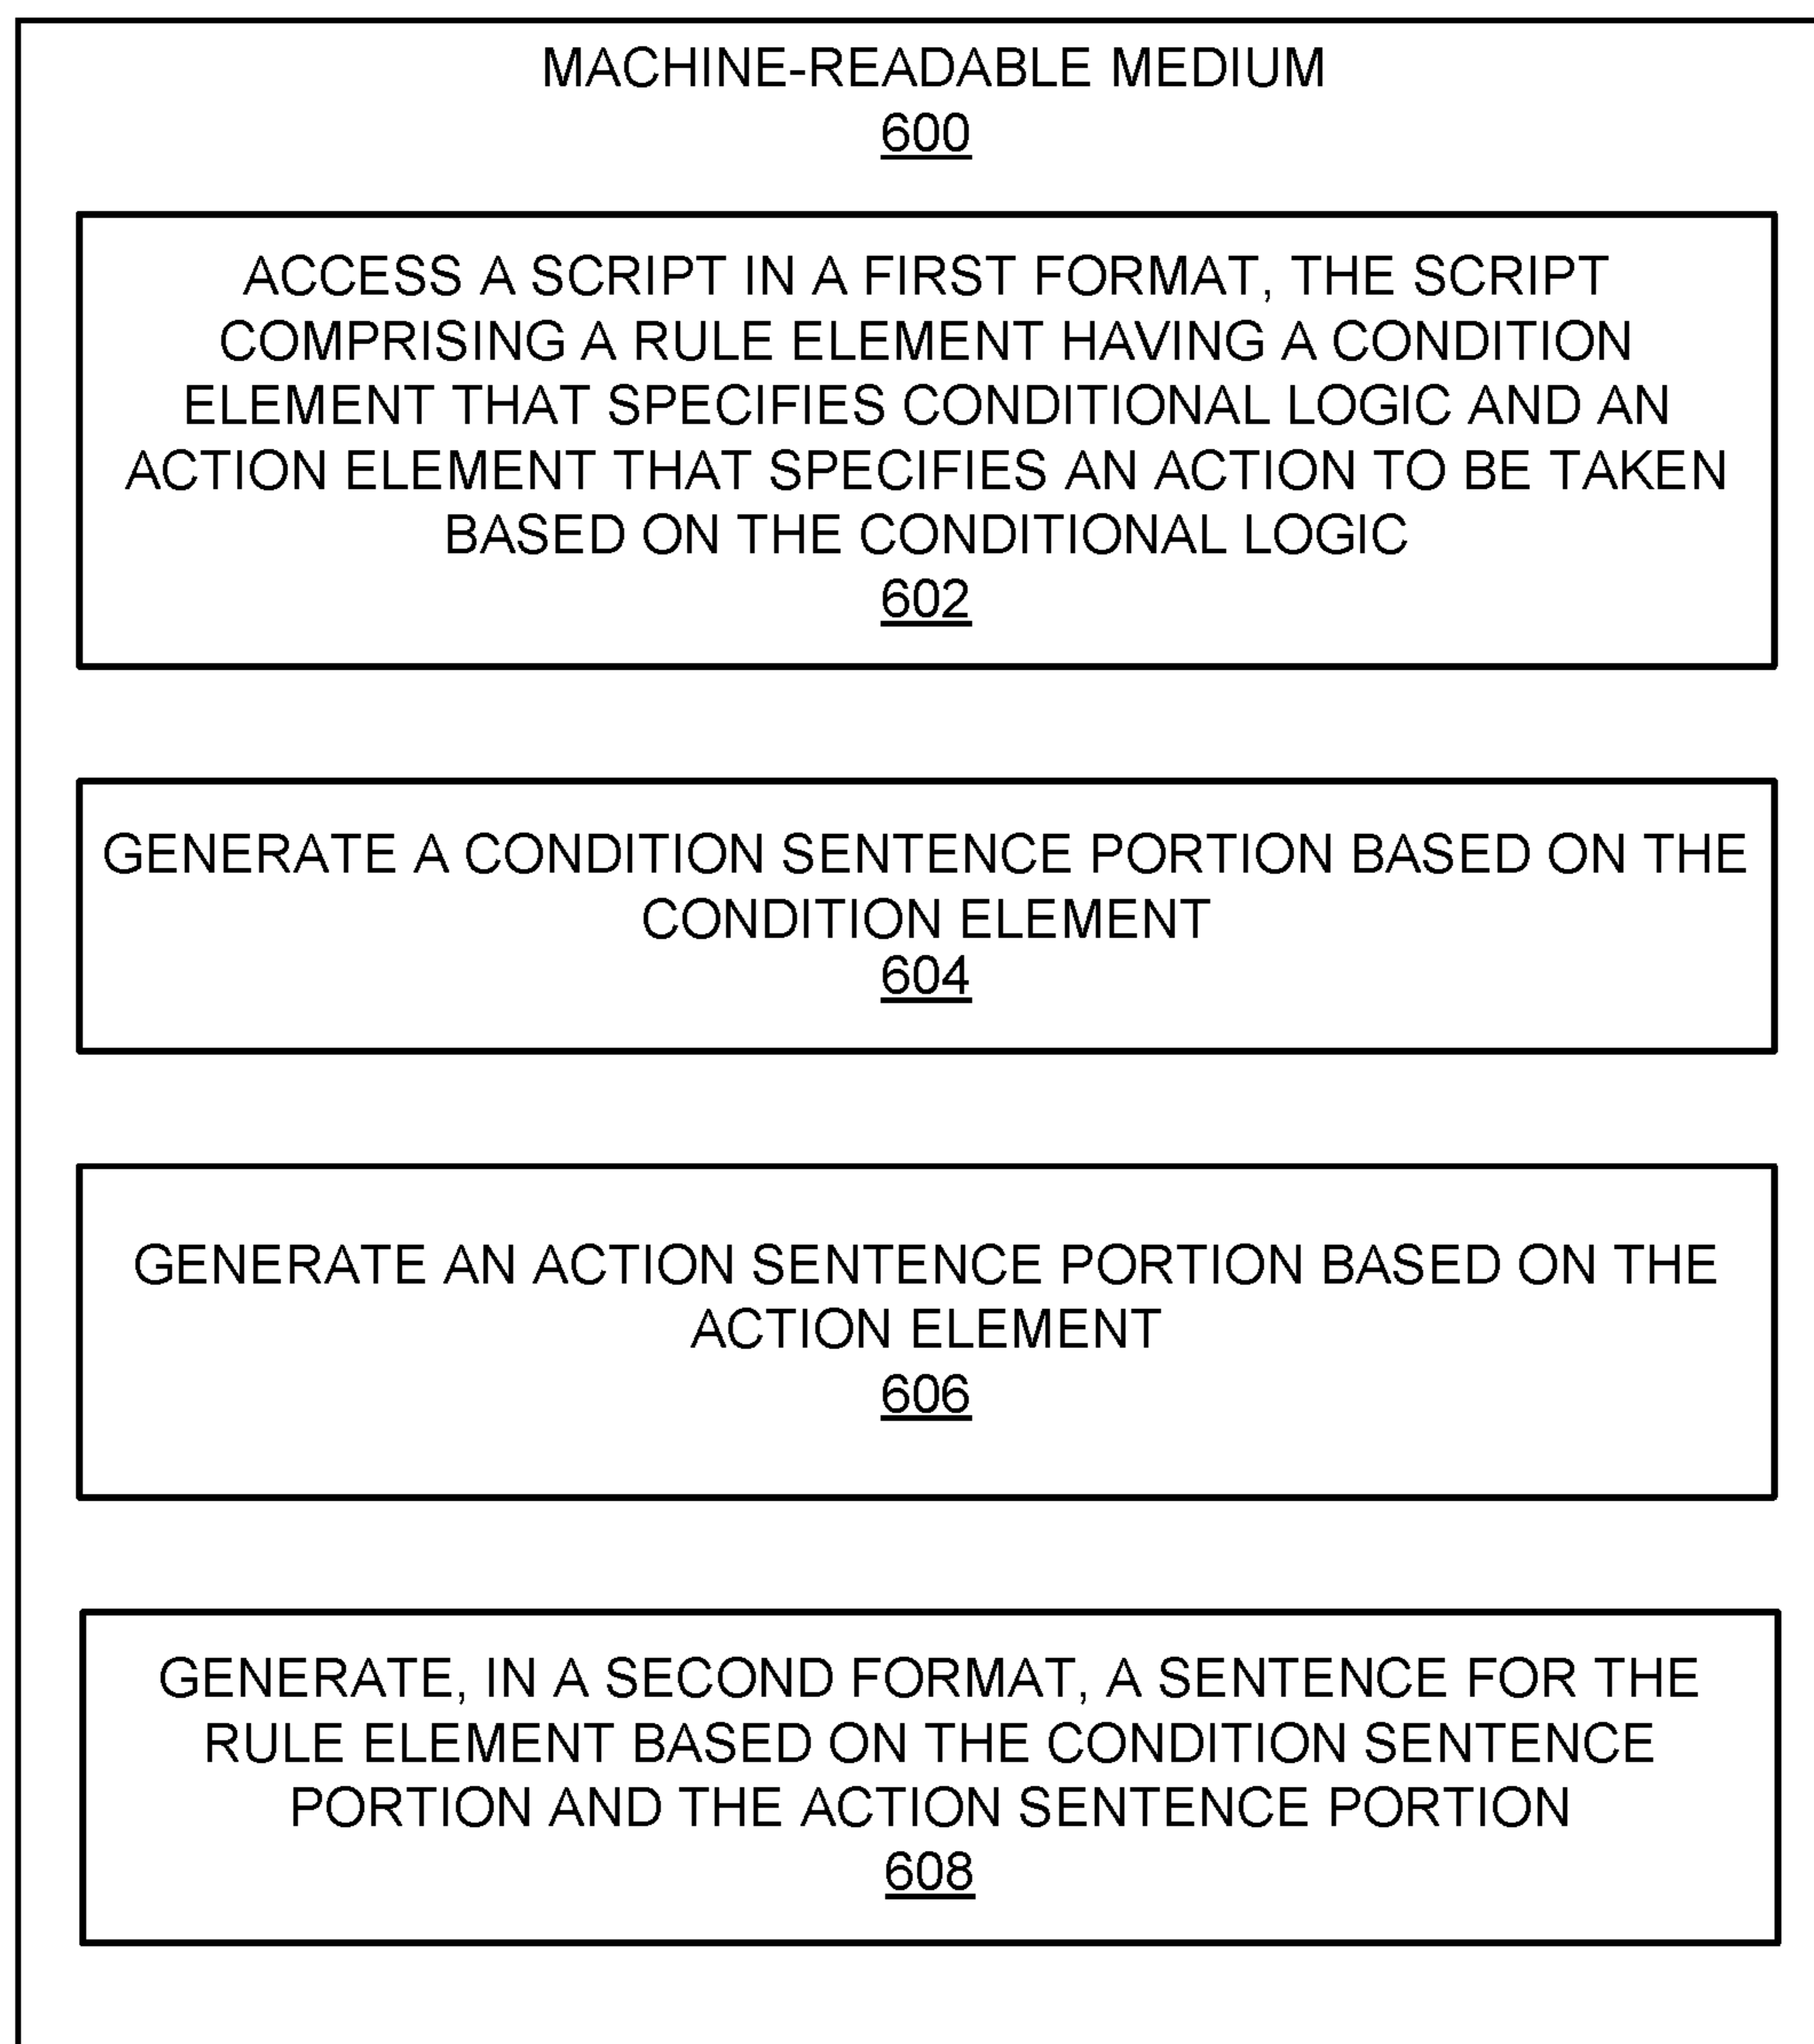 MACHINE-READABLE MEDIUM
600
ACCESS A SCRIPT IN A FIRST FORMAT, THE SCRIPT
COMPRISING A RULE ELEMENT HAVING A CONDITION
ELEMENT THAT SPECIFIES CONDITIONAL LOGIC AND AN
ACTION ELEMENT THAT SPECIFIES AN ACTION TO BE TAKEN
BASED ON THE CONDITIONAL LOGIC
602
GENERATE A CONDITION SENTENCE PORTION BASED ON THE
CONDITION ELEMENT
604
GENERATE AN ACTION SENTENCE PORTION BASED ON THE
ACTION ELEMENT
606
GENERATE, IN A SECOND FORMAT, A SENTENCE FOR THE
RULE ELEMENT BASED ON THE CONDITION SENTENCE
PORTION AND THE ACTION SENTENCE PORTION
608